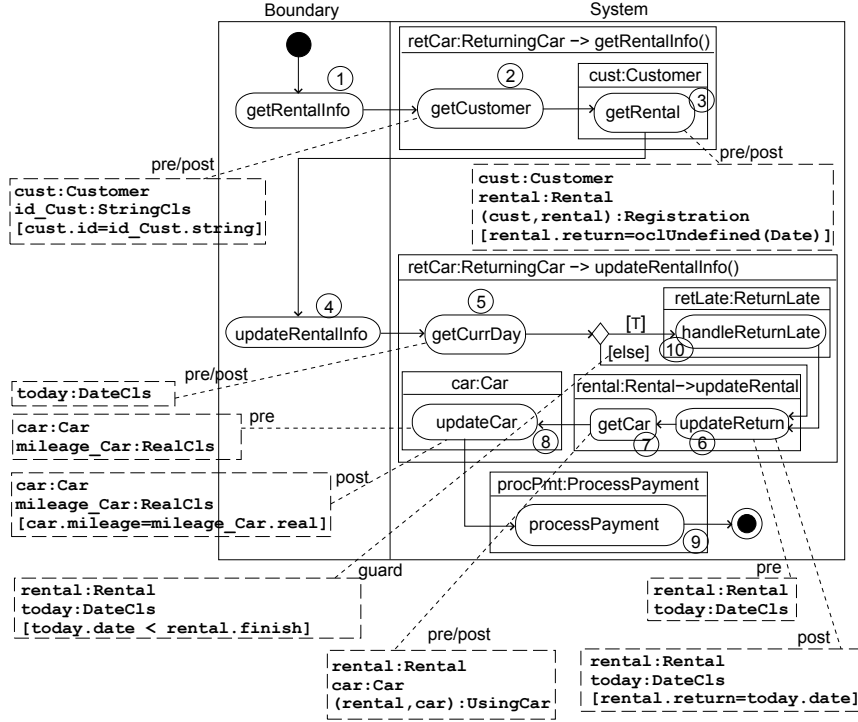 Boundary
System
retCar:ReturningCar -> getRentalInfo()
1
2
cust:Customer
3
getRentalInfo
getCustomer
getRental
pre/post
pre/post
cust:Customer
id_Cust:StringCls
[cust.id=id_Cust.string]
cust:Customer
rental:Rental
(cust,rental):Registration
[rental.return=oclUndefined(Date)]
retCar:ReturningCar -> updateRentalInfo()
4
5
retLate:ReturnLate
updateRentalInfo
getCurrDay
[T]
handleReturnLate
[else]
10
pre/post
today:DateCls
car:Car
rental:Rental->updateRental
pre
car:Car
mileage_Car:RealCls
updateCar
getCar
updateReturn
8
7
6
post
car:Car
mileage_Car:RealCls
[car.mileage=mileage_Car.real]
procPmt:ProcessPayment
processPayment
9
guard
rental:Rental
today:DateCls
[today.date < rental.finish]
pre
rental:Rental
today:DateCls
pre/post
rental:Rental
car:Car
(rental,car):UsingCar
post
rental:Rental
today:DateCls
[rental.return=today.date]